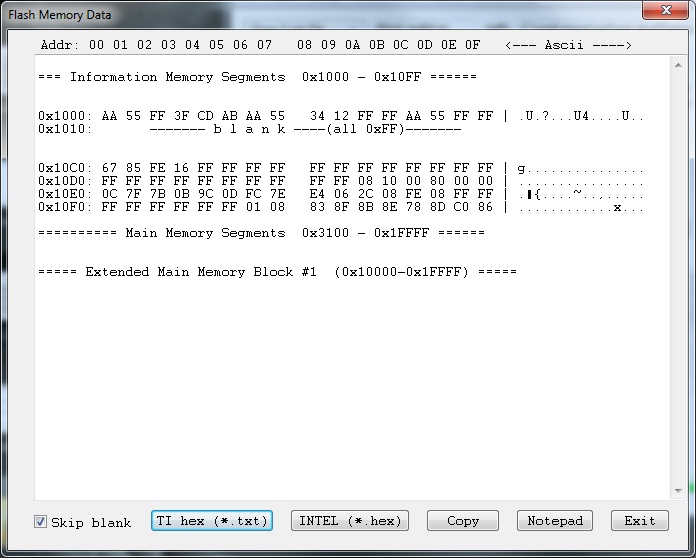 Flash Memory Data
Addr: 00 01 02 03 04 05 06 07   08 09 0A 0B 0C 0D 0E 0F   <--- Ascii ---->
=== Information Memory Segments  0x1000 - 0x10FF ======
0x1000: AA 55 FF 3F CD AB AA 55   34 12 FF FF AA 55 FF FF | .U.?...U4....U..
0x1010:       ------- b l a n k ----(all 0xFF)-------
0x10C0: 67 85 FE 16 FF FF FF FF   FF FF FF FF FF FF FF FF | g...............
0x10D0: FF FF FF FF FF FF FF FF   FF FF 08 10 00 80 00 00 | ................
0x10E0: 0C 7F 7B 0B 9C 0D FC 7E   E4 06 2C 08 FE 08 FF FF | .▮{....~..,.....
0x10F0: FF FF FF FF FF FF 01 08   83 8F 8B 8E 78 8D C0 86 | ............x...
========== Main Memory Segments  0x3100 - 0x1FFFF ======
===== Extended Main Memory Block #1  (0x10000-0x1FFFF) =====
Skip blank
TI hex (*.txt)
INTEL (*.hex)
Copy
Notepad
Exit